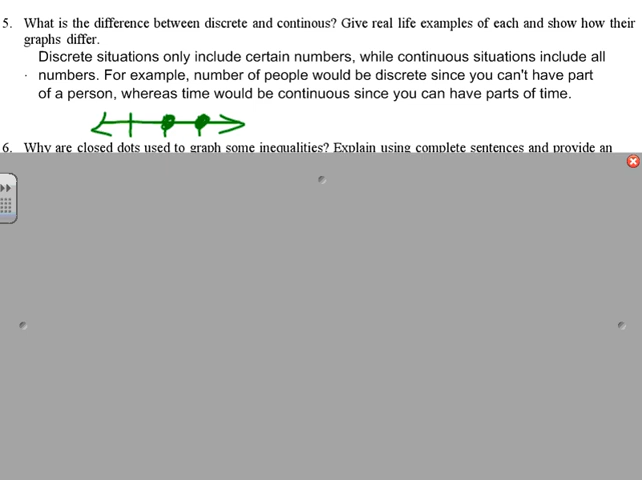 5. What is the difference between discrete and continous? Give real life examples of each and show how their
graphs differ.
Discrete situations only include certain numbers, while continuous situations include all
numbers. For example, number of people would be discrete since you can't have part
of a person, whereas time would be continuous since you can have parts of time.
6. Why are closed dots used to graph some inequalities? Explain using complete sentences and provide an